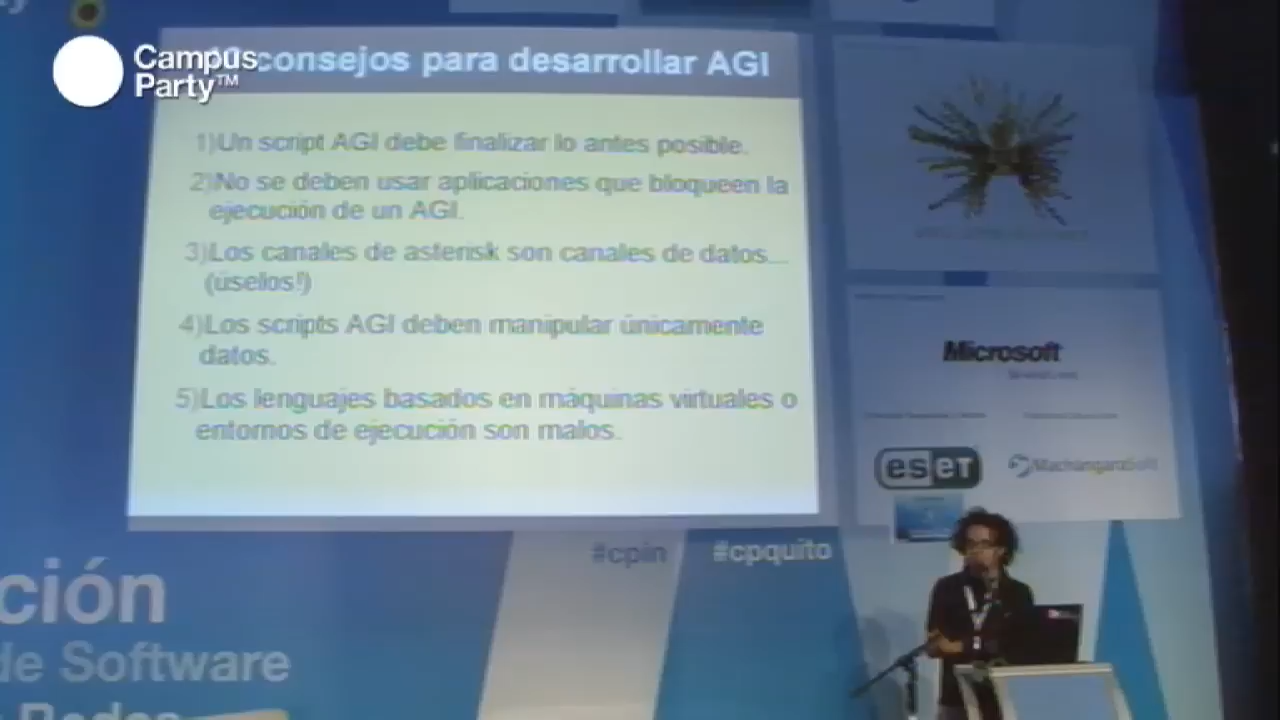 Campus
Party™
consejos para desarrollar AGI
1)Un script AGI debe finalizar lo antes posible.
2)No se deben usar aplicaciones que bloqueen la
ejecución de un AGI.
3)Los canales de asterisk son canales de datos...
(úselos!)
4)Los scripts AGI deben manipular únicamente
datos.
5)Los lenguajes basados en máquinas virtuales o
entornos de ejecución son malos.
Microsoft
eseT
MachangaraSoft
#cpin
#cpquito
ción
de Software
Redes